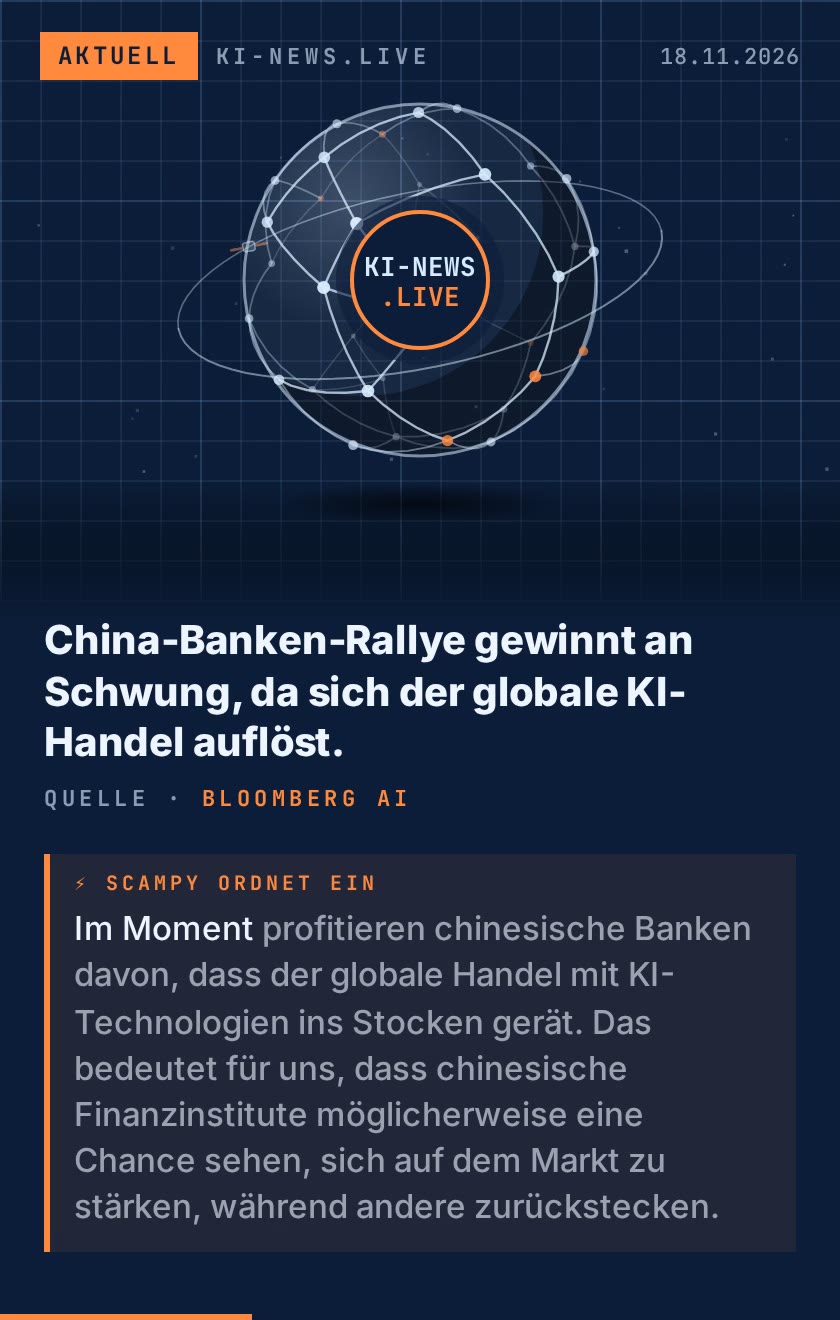 AKTUELL KI-NEWS.LIVE 18.11.2026
KI-NEWS
.LIVE
China-Banken-Rallye gewinnt an
Schwung, da sich der globale KI-
Handel auflöst.
QUELLE · BLOOMBERG AI
⚡ SCAMPY ORDNET EIN
Im Moment profitieren chinesische Banken
davon, dass der globale Handel mit KI-
Technologien ins Stocken gerät. Das
bedeutet für uns, dass chinesische
Finanzinstitute möglicherweise eine
Chance sehen, sich auf dem Markt zu
stärken, während andere zurückstecken.